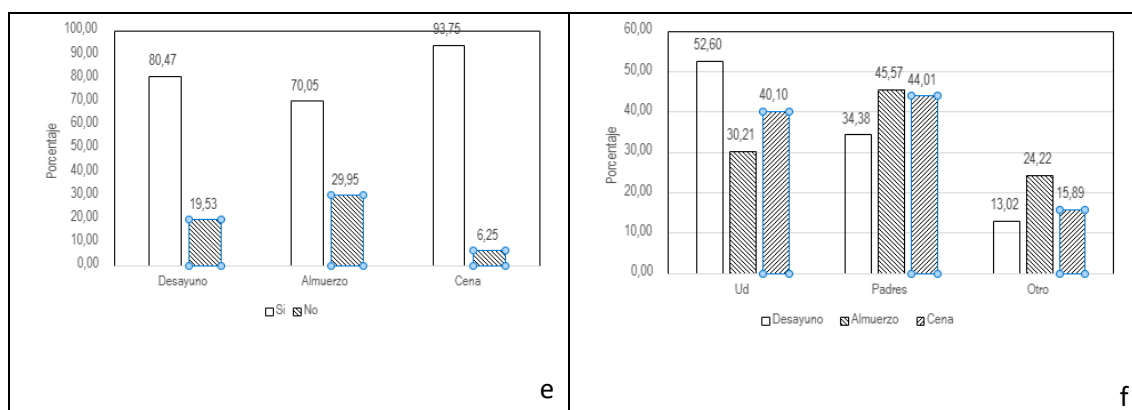 100,00
90,00
80,00
70,00
60,00
50,00
40,00
30,00
20,00
10,00
0,00
Porcentaje
80,47
19,53
70,05
29,95
93,75
6,25
Desayuno
Almuerzo
Cena
Si No
e
60,00
50,00
40,00
30,00
20,00
10,00
0,00
Porcentaje
52,60
30,21
40,10
34,38
45,57
44,01
13,02
24,22
15,89
Ud
Padres
Otro
Desayuno Almuerzo Cena
f